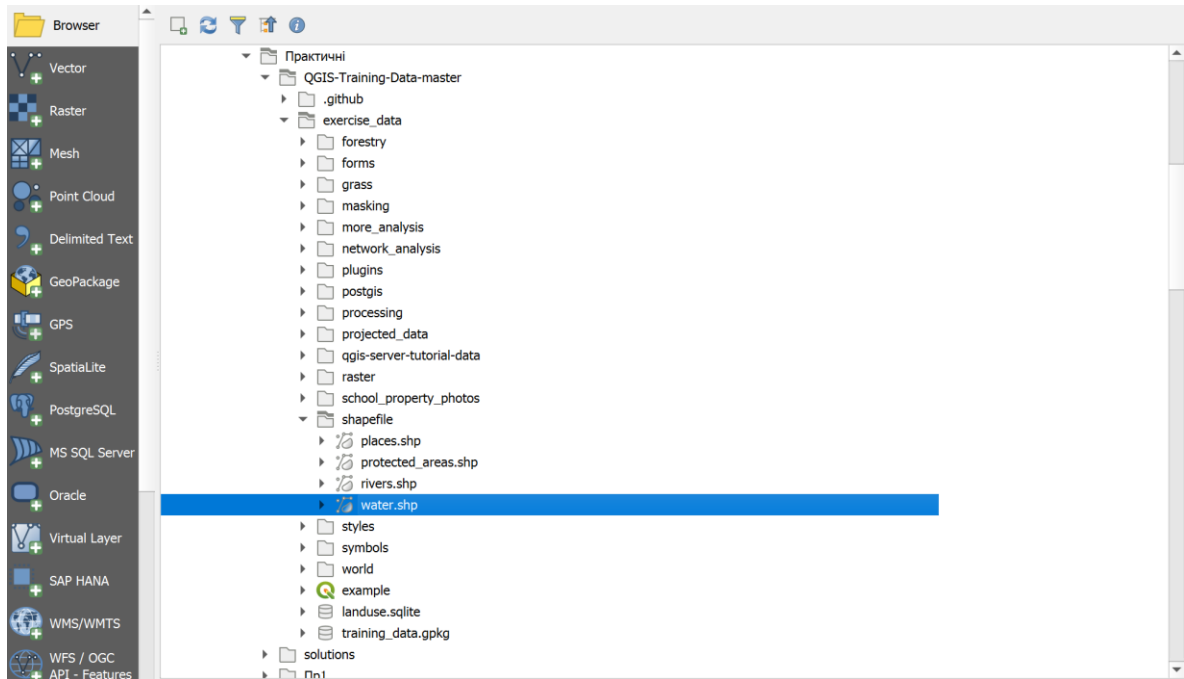 Browser
Vector
Raster
Mesh
Point Cloud
Delimited Text
GeoPackage
GPS
SpatiaLite
PostgreSQL
MS SQL Server
Oracle
Virtual Layer
SAP HANA
WMS/WMTS
WFS / OGC
API - Features
Практичні
QGIS-Training-Data-master
.github
exercise_data
forestry
forms
grass
masking
more_analysis
network_analysis
plugins
postgis
processing
projected_data
qgis-server-tutorial-data
raster
school_property_photos
shapefile
places.shp
protected_areas.shp
rivers.shp
water.shp
styles
symbols
world
example
landuse.sqlite
training_data.gpkg
solutions
Пр1